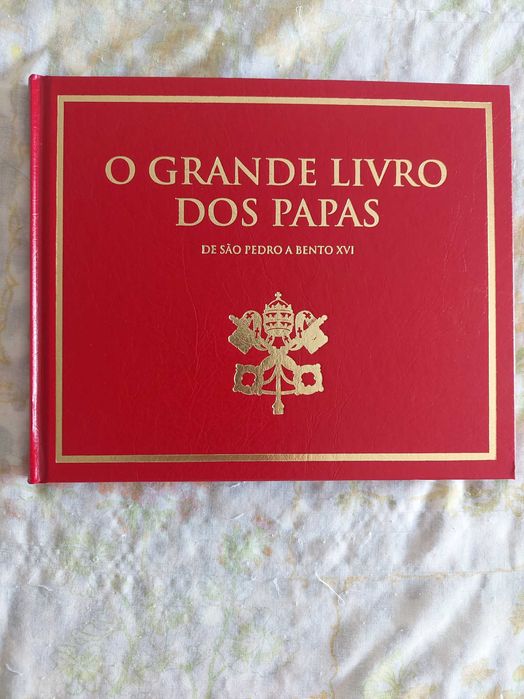 O GRANDE LIVRO
DOS PAPAS
DE SÃO PEDRO A BENTO XVI